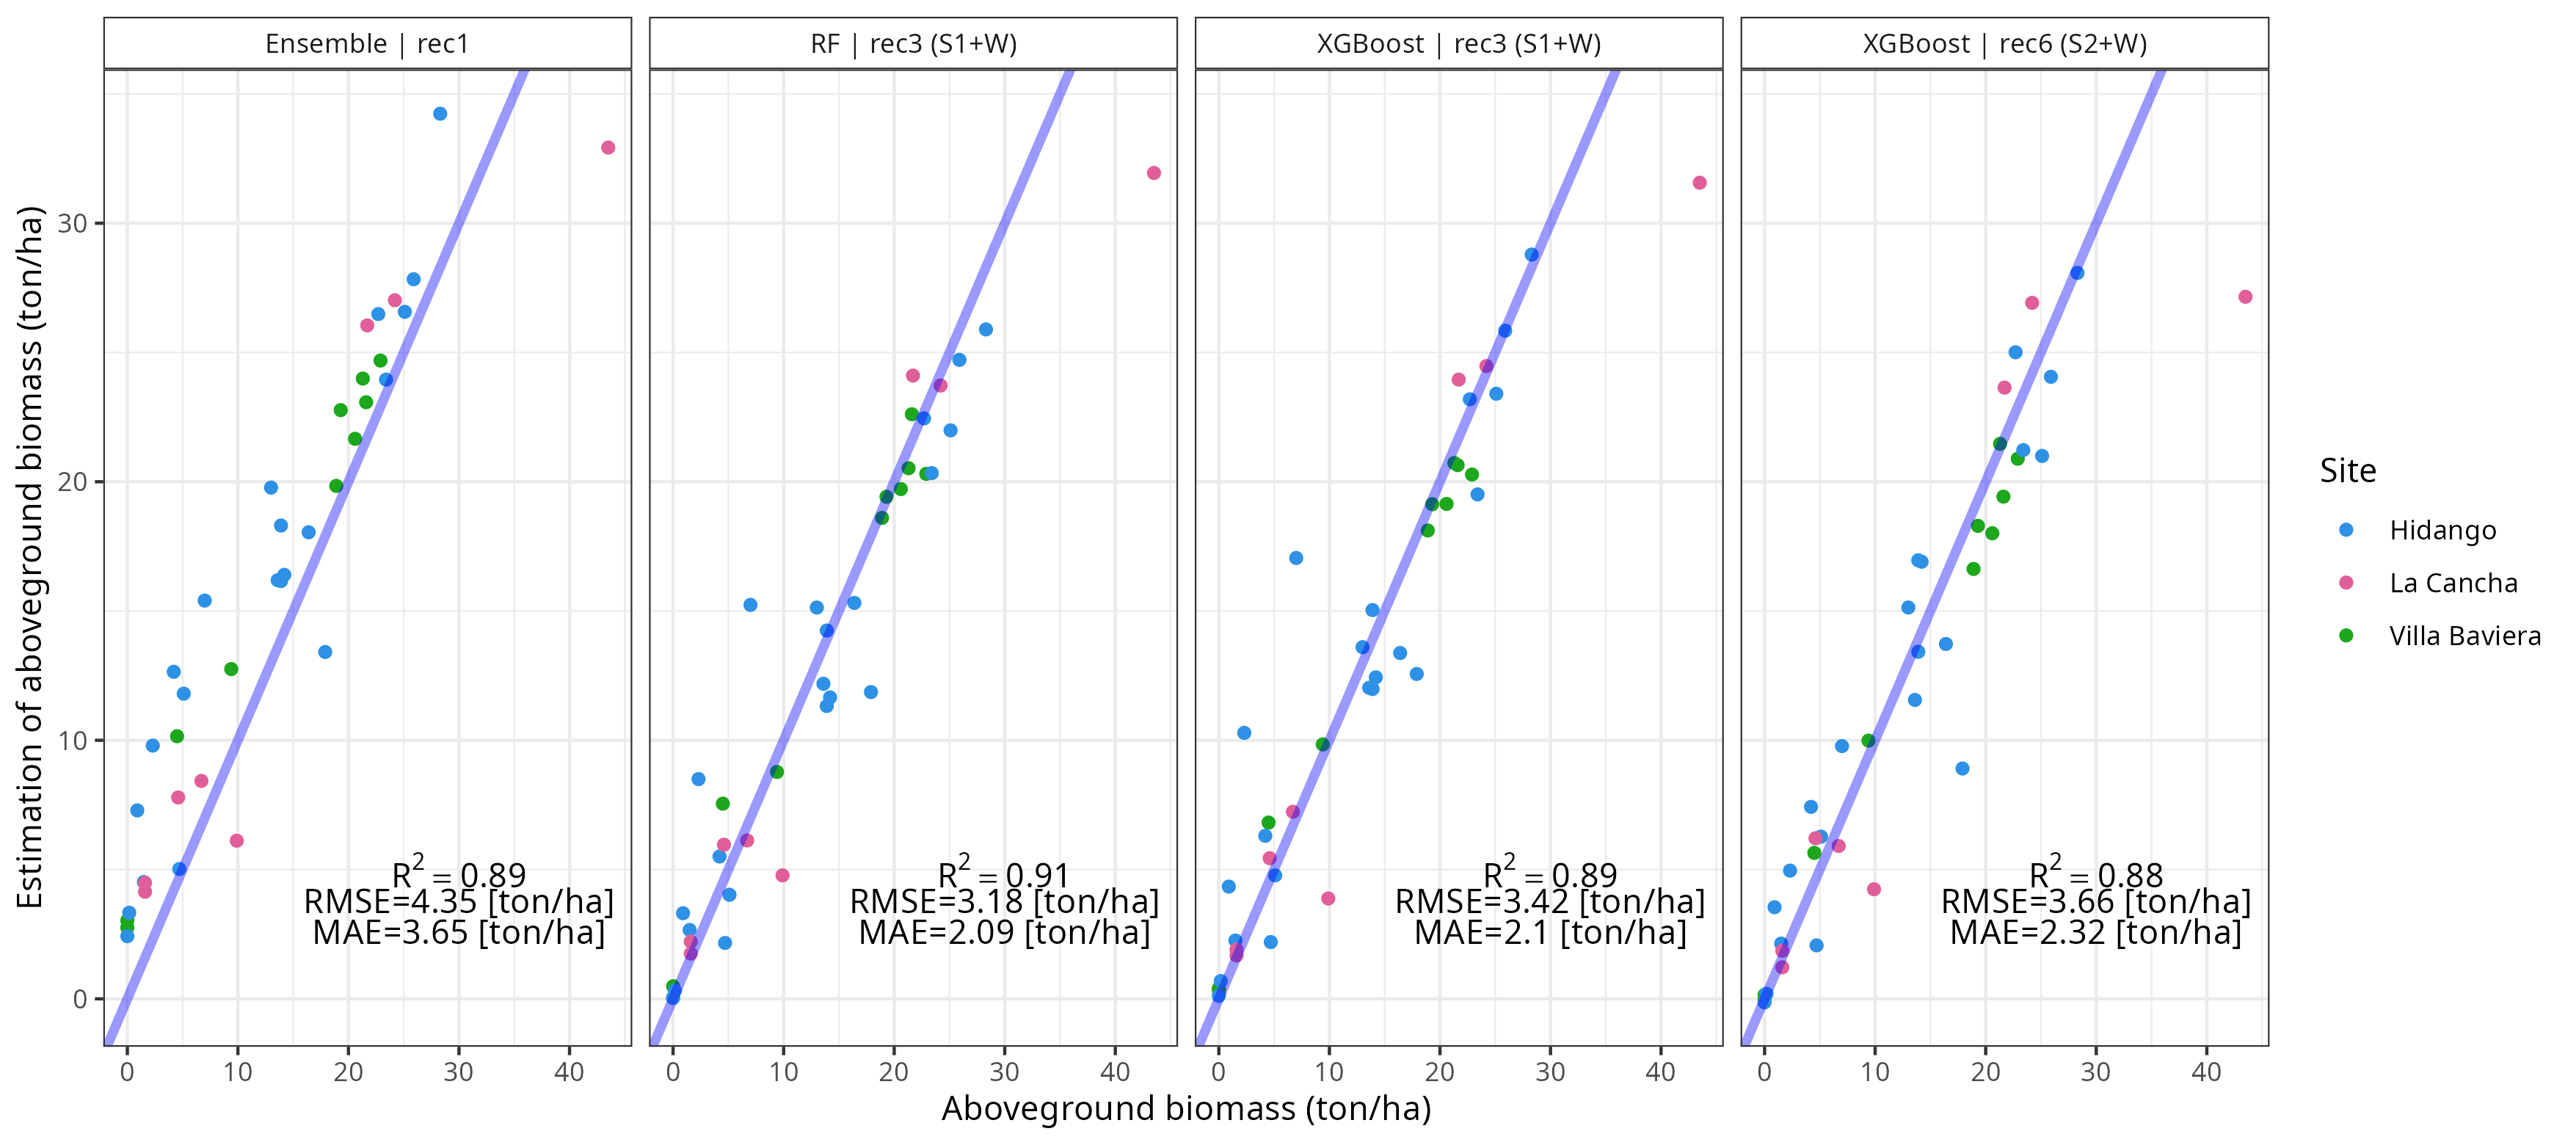 Ensemble | rec1
RF | rec3 (S1+W)
XGBoost | rec3 (S1+W)
XGBoost | rec6 (S2+W)
Estimation of aboveground biomass (ton/ha)
30
20
10
0
R² = 0.89
RMSE=4.35 [ton/ha]
MAE=3.65 [ton/ha]
R² = 0.91
RMSE=3.18 [ton/ha]
MAE=2.09 [ton/ha]
R² = 0.89
RMSE=3.42 [ton/ha]
MAE=2.1 [ton/ha]
R² = 0.88
RMSE=3.66 [ton/ha]
MAE=2.32 [ton/ha]
0 10 20 30 40
0 10 20 30 40
0 10 20 30 40
0 10 20 30 40
Aboveground biomass (ton/ha)
Site
Hidango
La Cancha
Villa Baviera